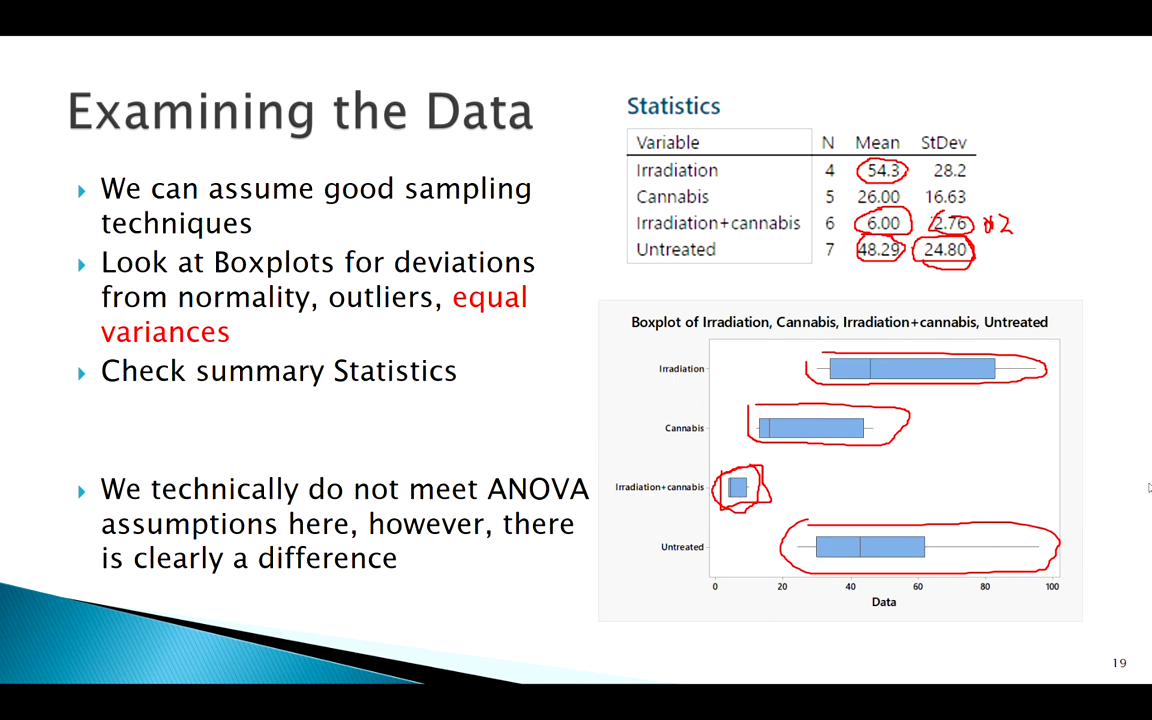 Examining the Data
We can assume good sampling
techniques
Look at Boxplots for deviations
from normality, outliers, equal
variances
Check summary Statistics
We technically do not meet ANOVA
assumptions here, however, there
is clearly a difference
Statistics
Variable N Mean StDev
Irradiation 4 54.3 28.2
Cannabis 5 26.00 16.63
Irradiation+cannabis 6 6.00 2.76 *2
Untreated 7 48.29 24.80
Boxplot of Irradiation, Cannabis, Irradiation+cannabis, Untreated
Irradiation
Cannabis
Irradiation+cannabis
Untreated
0 20 40 60 80 100
Data
19